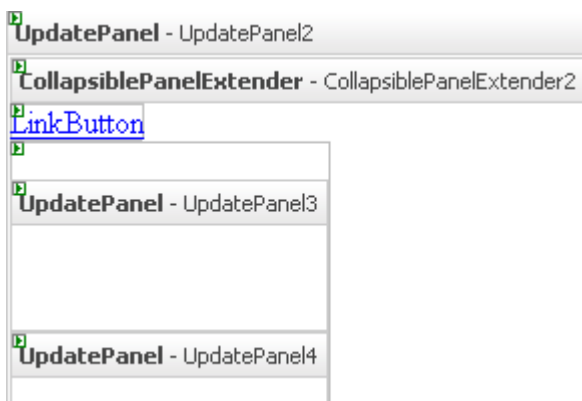 UpdatePanel - UpdatePanel2
CollapsiblePanelExtender - CollapsiblePanelExtender2
LinkButton
UpdatePanel - UpdatePanel3
UpdatePanel - UpdatePanel4